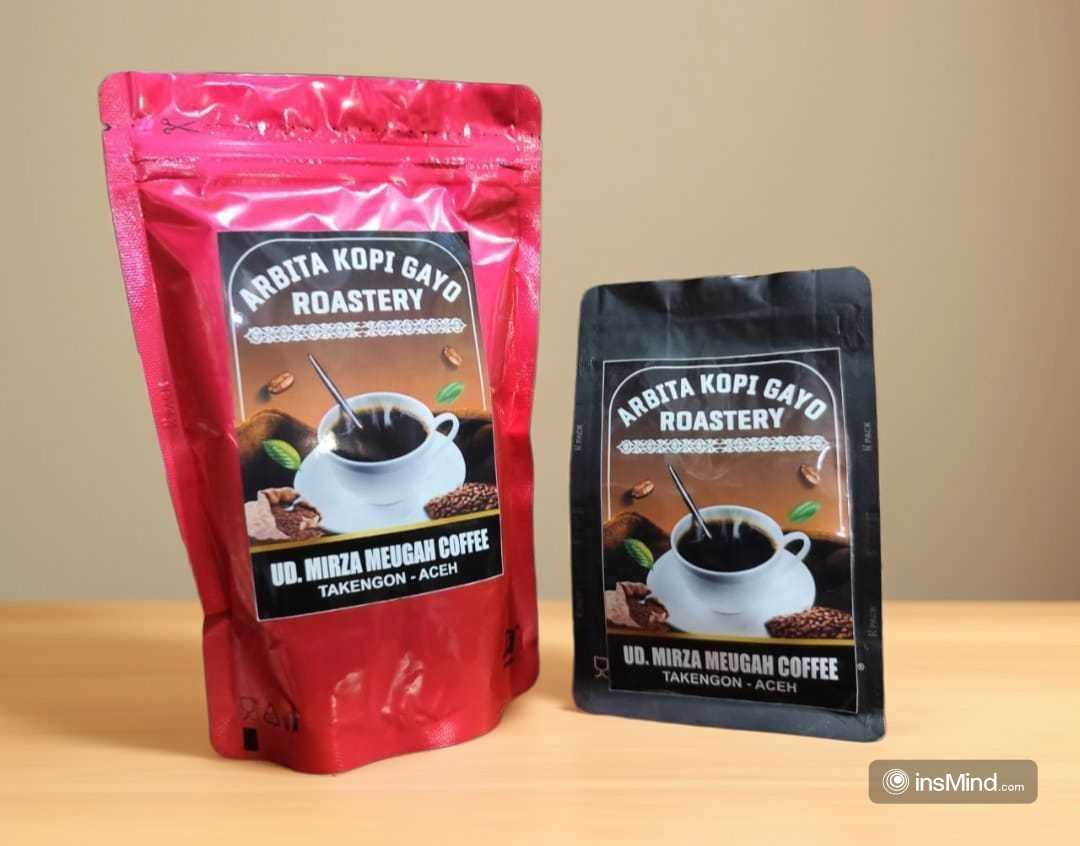 ARBITA KOPI GAYO
ROASTERY
UD. MIRZA MEUGAH COFFEE
TAKENGON - ACEH
ARBITA KOPI GAYO
ROASTERY
UD. MIRZA MEUGAH COFFEE
TAKENGON - ACEH
insMind.com